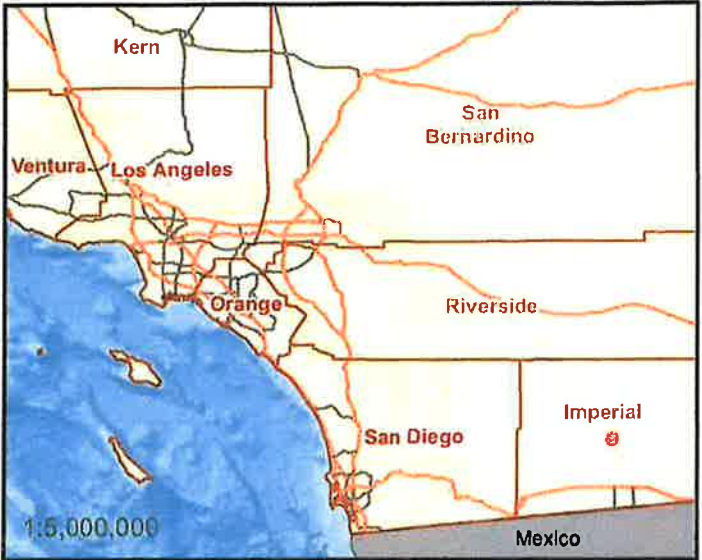 Kern
San
Bernardino
Ventura
Los Angeles
Orange
Riverside
Imperial
San Diego
1:5,000,000
Mexico